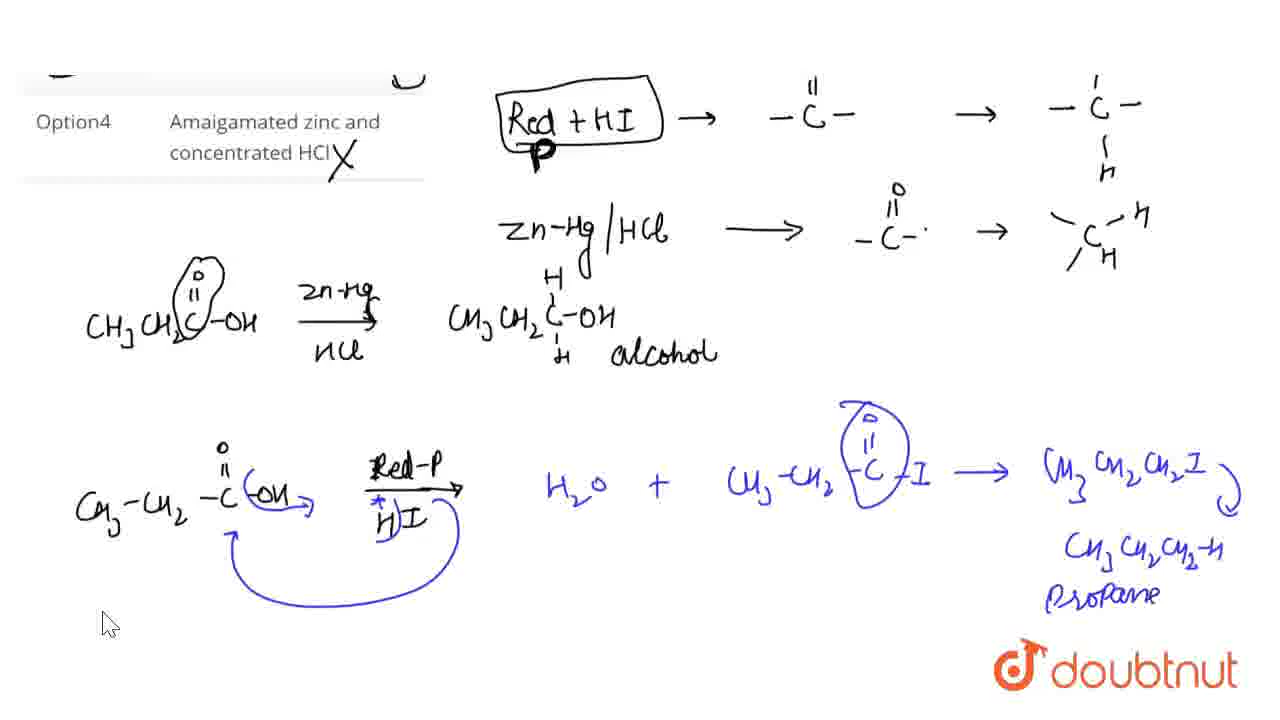 Option4 Amaigamated zinc and
concentrated HCl X
Red + HI → -C- → -C-
P
H
Zn-Hg/HCl → O
-C- → C H
H
CH3CH2C-OH Zn-Hg HCl CH3CH2C-OH
O
H
H
alcohol
CH3-CH2-C-OH Red-P HI H2O + CH3-CH2-C-I → CH3CH2CH2I
O
*
O
CH3CH2CH2-H
propane
doubtnut